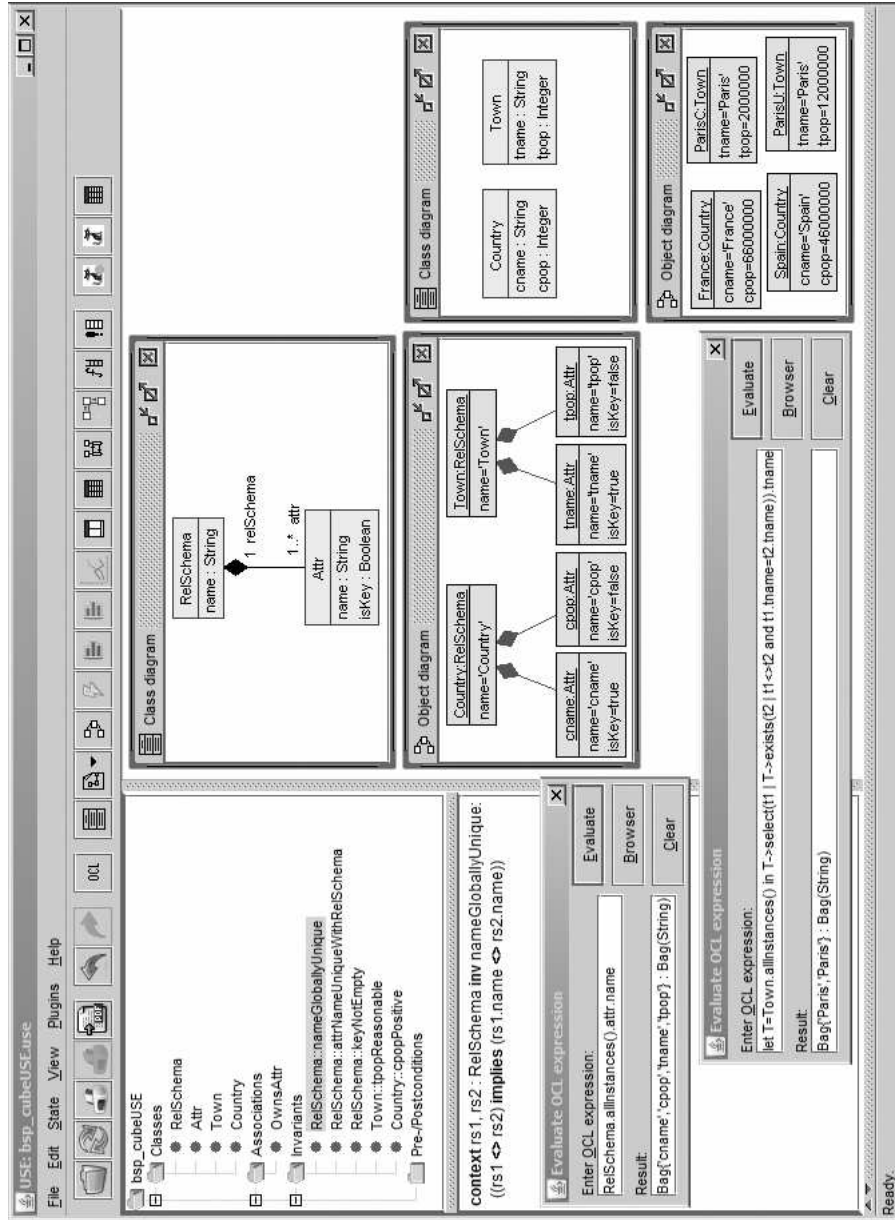 USE: bsp_cubeUSE.use
File Edit State View Plugins Help
OCL
bsp_cubeUSE
Classes
RelSchema
Attr
Town
Country
Associations
OwnsAttr
Invariants
RelSchema::nameGloballyUnique
RelSchema::attrNameUniqueWithRelSchema
RelSchema::keyNotEmpty
Town::tpopReasonable
Country::cpopPositive
Pre-/Postconditions
context rs1, rs2 : RelSchema inv nameGloballyUnique:
((rs1 <> rs2) implies (rs1.name <> rs2.name))
Class diagram
RelSchema
name : String
1 relSchema
1..* attr
Attr
name : String
isKey : Boolean
Object diagram
Country:RelSchema
name='Country'
Town:RelSchema
name='Town'
cname:Attr
name='cname'
isKey=true
cpop:Attr
name='cpop'
isKey=false
tname:Attr
name='tname'
isKey=true
tpop:Attr
name='tpop'
isKey=false
Class diagram
Country
cname : String
cpop : Integer
Town
tname : String
tpop : Integer
Object diagram
France:Country
cname='France'
cpop=66000000
ParisC:Town
tname='Paris'
tpop=2000000
Spain:Country
cname='Spain'
cpop=46000000
ParisU:Town
tname='Paris'
tpop=12000000
Evaluate OCL expression
Enter OCL expression:
RelSchema.allInstances().attr.name
Result:
Bag{'cname','cpop','tname','tpop'} : Bag(String)
Evaluate
Browser
Clear
Evaluate OCL expression
Enter OCL expression:
let T=Town.allInstances() in T->select(t1 | T->exists(t2 | t1<>t2 and t1.tname=t2.tname)).tname
Result:
Bag{'Paris','Paris'} : Bag(String)
Evaluate
Browser
Clear
Ready.